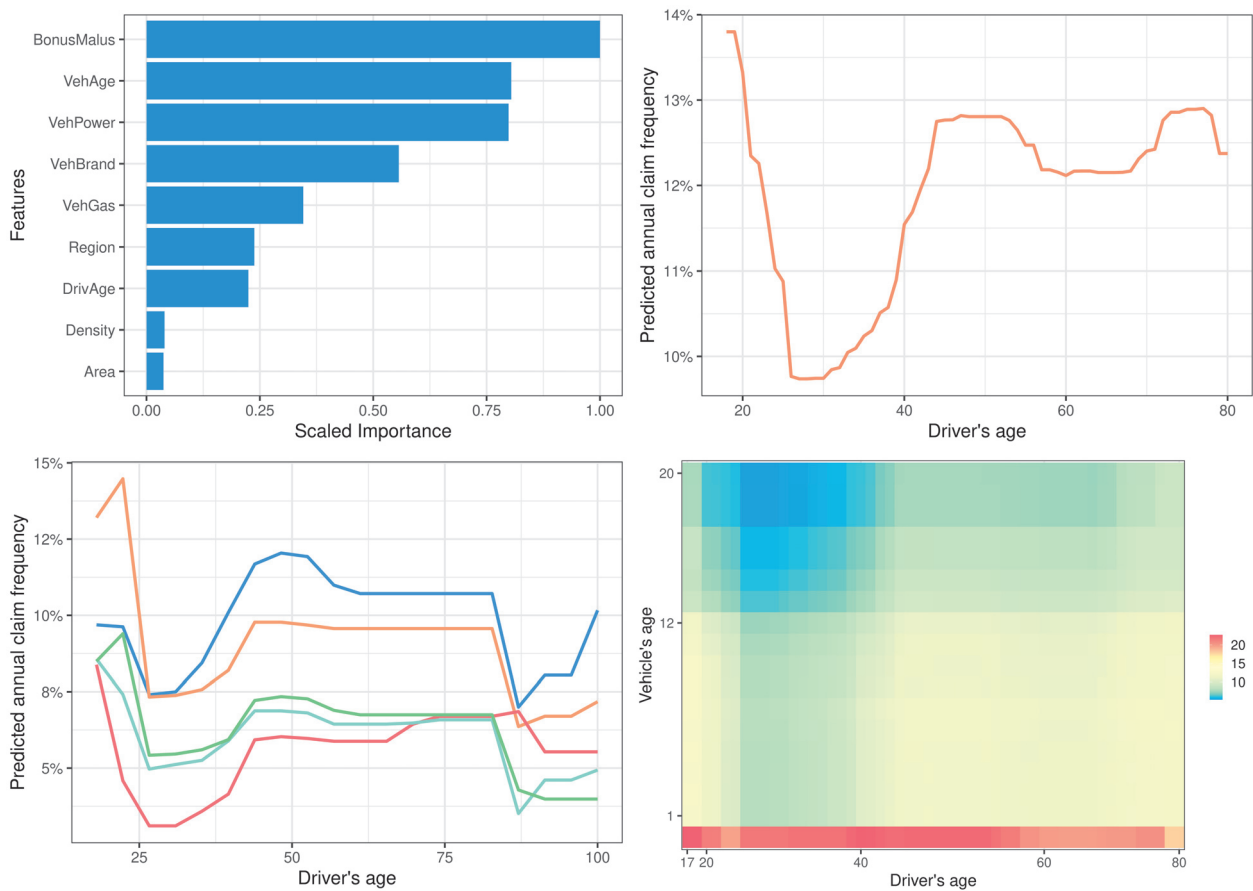 Features
BonusMalus
VehAge
VehPower
VehBrand
VehGas
Region
DrivAge
Density
Area
0.00 0.25 0.50 0.75 1.00
Scaled Importance
Predicted annual claim frequency
14%
13%
12%
11%
10%
20 40 60 80
Driver's age
Predicted annual claim frequency
15%
12%
10%
8%
5%
25 50 75 100
Driver's age
Vehicle's age
20
12
1
17 20 40 60 80
Driver's age
20
15
10